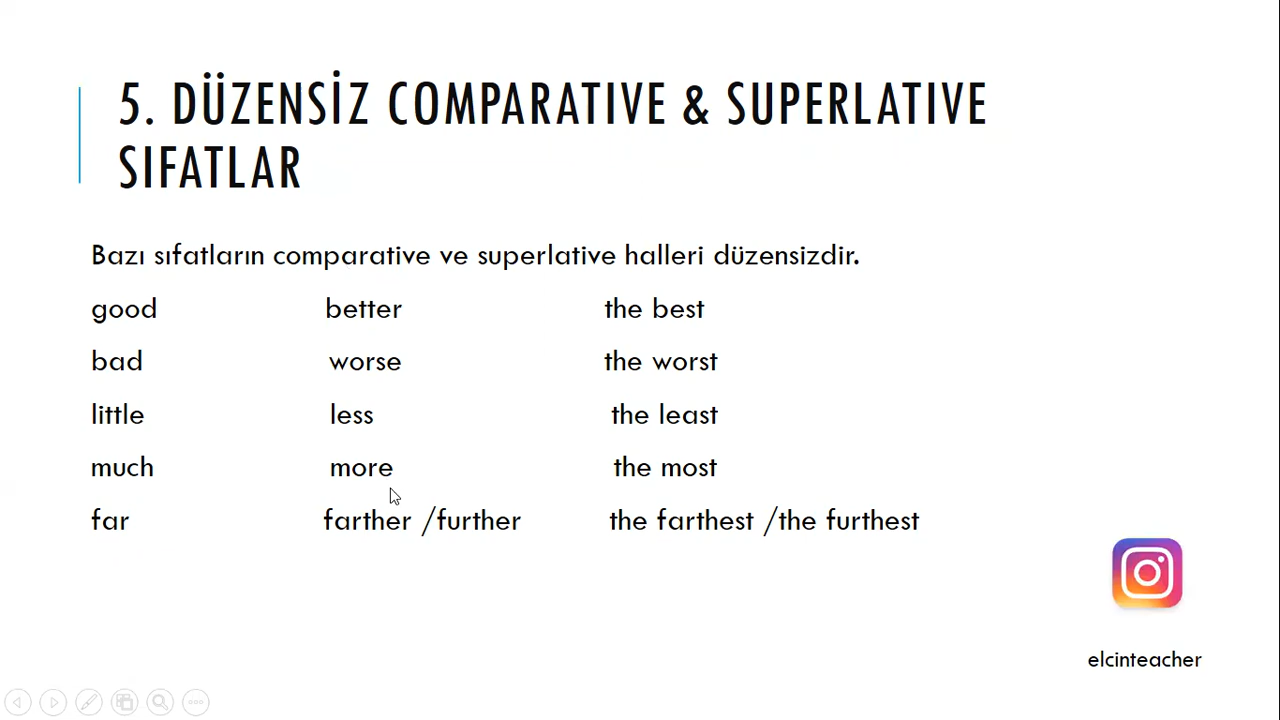 5. DÜZENSİZ COMPARATIVE & SUPERLATIVE
SIFATLAR
Bazı sıfatların comparative ve superlative halleri düzensizdir.
good better the best
bad worse the worst
little less the least
much more the most
far farther /further the farthest /the furthest
elcinteacher